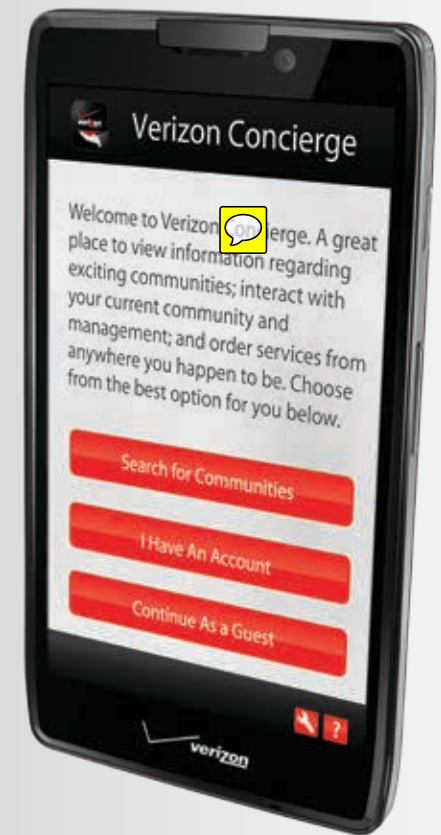 Verizon Concierge
Welcome to Verizon erge. A great
place to view information regarding
exciting communities; interact with
your current community and
management; and order services from
anywhere you happen to be. Choose
from the best option for you below.
Search for Communities
I Have An Account
Continue As a Guest
?
verizon